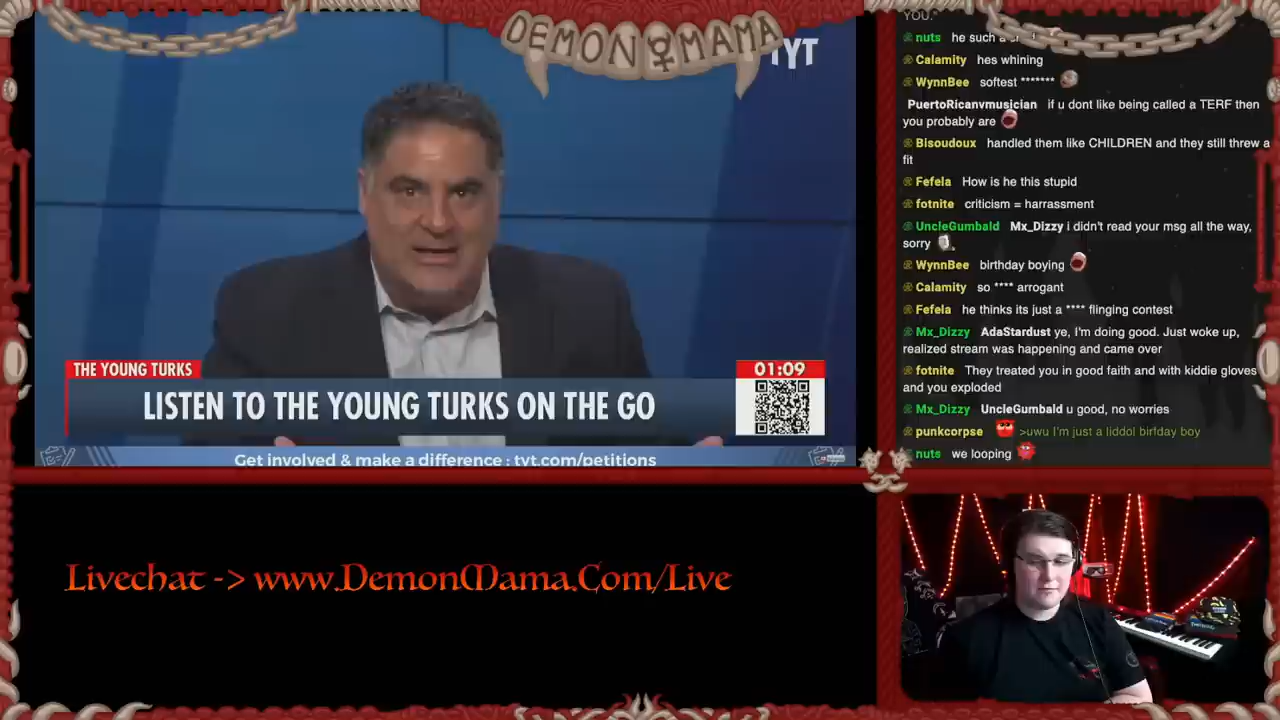 DEMON MAMA
TYT
THE YOUNG TURKS
01:09
LISTEN TO THE YOUNG TURKS ON THE GO
Get involved & make a difference : tyt.com/petitions
Livechat -> www.DemonMama.Com/Live
YOU."
nuts he such a
Calamity hes whining
WynnBee softest *******
PuertoRicanvmusician if u dont like being called a TERF then
you probably are
Bisoudoux handled them like CHILDREN and they still threw a
fit
Fefela How is he this stupid
fotnite criticism = harrassment
UncleGumbald Mx_Dizzy i didn't read your msg all the way,
sorry
WynnBee birthday boying
Calamity so **** arrogant
Fefela he thinks its just a **** flinging contest
Mx_Dizzy AdaStardust ye, I'm doing good. Just woke up,
realized stream was happening and came over
fotnite They treated you in good faith and with kiddie gloves
and you exploded
Mx_Dizzy UncleGumbald u good, no worries
punkcorpse >uwu I'm just a liddol birfday boy
nuts we looping